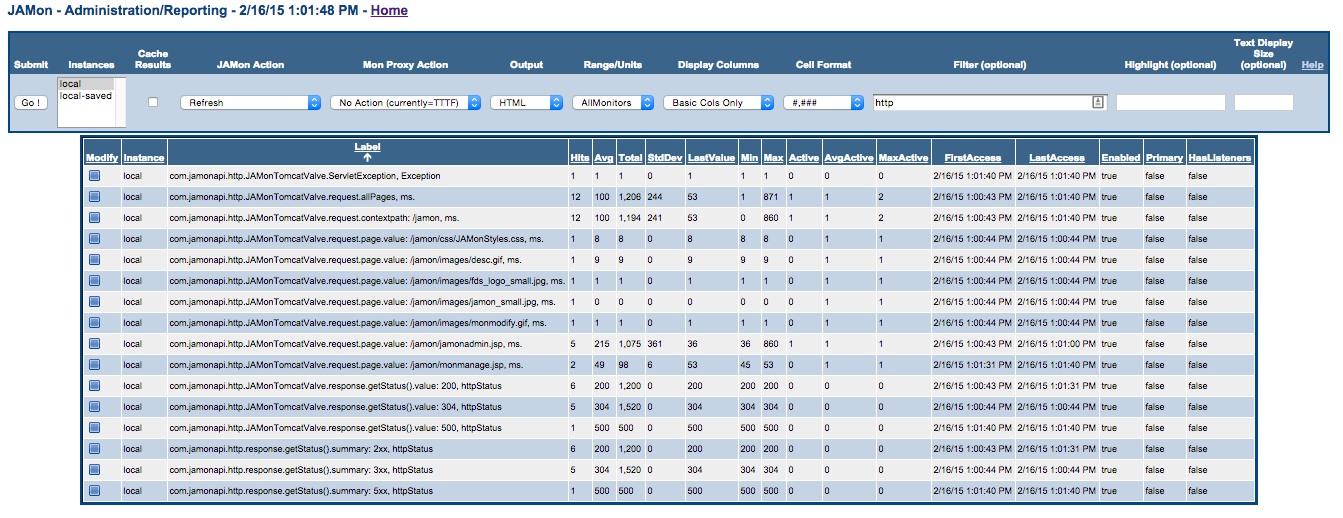 JAMon - Administration/Reporting - 2/16/15 1:01:48 PM - Home
Submit Instances Cache Results JAMon Action Mon Proxy Action Output Range/Units Display Columns Cell Format Filter (optional) Highlight (optional) Text Display Size (optional) Help
Go ! local local-saved Refresh No Action (currently=TTTF) HTML AllMonitors Basic Cols Only #,### http
Modify Instance Label Hits Avg Total StdDev LastValue Min Max Active AvgActive MaxActive FirstAccess LastAccess Enabled Primary HasListeners
local com.jamonapi.http.JAMonTomcatValve.ServletException, Exception 1 1 1 0 1 1 1 0 0 0 2/16/15 1:01:40 PM 2/16/15 1:01:40 PM true false false
local com.jamonapi.http.JAMonTomcatValve.request.allPages, ms. 12 100 1,206 244 53 1 871 1 1 2 2/16/15 1:00:43 PM 2/16/15 1:01:40 PM true false false
local com.jamonapi.http.JAMonTomcatValve.request.contextpath: /jamon, ms. 12 100 1,194 241 53 0 860 1 1 2 2/16/15 1:00:43 PM 2/16/15 1:01:40 PM true false false
local com.jamonapi.http.JAMonTomcatValve.request.page.value: /jamon/css/JAMonStyles.css, ms. 1 8 8 0 8 8 8 0 1 1 2/16/15 1:00:44 PM 2/16/15 1:00:44 PM true false false
local com.jamonapi.http.JAMonTomcatValve.request.page.value: /jamon/images/desc.gif, ms. 1 9 9 0 9 9 9 0 1 1 2/16/15 1:00:44 PM 2/16/15 1:00:44 PM true false false
local com.jamonapi.http.JAMonTomcatValve.request.page.value: /jamon/images/fds_logo_small.jpg, ms. 1 1 1 0 1 1 1 0 1 1 2/16/15 1:00:44 PM 2/16/15 1:00:44 PM true false false
local com.jamonapi.http.JAMonTomcatValve.request.page.value: /jamon/images/jamon_small.jpg, ms. 1 0 0 0 0 0 0 0 1 1 2/16/15 1:00:44 PM 2/16/15 1:00:44 PM true false false
local com.jamonapi.http.JAMonTomcatValve.request.page.value: /jamon/images/monmodify.gif, ms. 1 1 1 0 1 1 1 0 1 1 2/16/15 1:00:44 PM 2/16/15 1:00:44 PM true false false
local com.jamonapi.http.JAMonTomcatValve.request.page.value: /jamon/jamonadmin.jsp, ms. 5 215 1,075 361 36 36 860 1 1 1 2/16/15 1:00:43 PM 2/16/15 1:01:00 PM true false false
local com.jamonapi.http.JAMonTomcatValve.request.page.value: /jamon/monmanage.jsp, ms. 2 49 98 6 53 45 53 0 1 1 2/16/15 1:01:31 PM 2/16/15 1:01:40 PM true false false
local com.jamonapi.http.JAMonTomcatValve.response.getStatus().value: 200, httpStatus 6 200 1,200 0 200 200 200 0 0 0 2/16/15 1:00:43 PM 2/16/15 1:01:31 PM true false false
local com.jamonapi.http.JAMonTomcatValve.response.getStatus().value: 304, httpStatus 5 304 1,520 0 304 304 304 0 0 0 2/16/15 1:00:44 PM 2/16/15 1:00:44 PM true false false
local com.jamonapi.http.JAMonTomcatValve.response.getStatus().value: 500, httpStatus 1 500 500 0 500 500 500 0 0 0 2/16/15 1:01:40 PM 2/16/15 1:01:40 PM true false false
local com.jamonapi.http.response.getStatus().summary: 2xx, httpStatus 6 200 1,200 0 200 200 200 0 0 0 2/16/15 1:00:43 PM 2/16/15 1:01:31 PM true false false
local com.jamonapi.http.response.getStatus().summary: 3xx, httpStatus 5 304 1,520 0 304 304 304 0 0 0 2/16/15 1:00:44 PM 2/16/15 1:00:44 PM true false false
local com.jamonapi.http.response.getStatus().summary: 5xx, httpStatus 1 500 500 0 500 500 500 0 0 0 2/16/15 1:01:40 PM 2/16/15 1:01:40 PM true false false